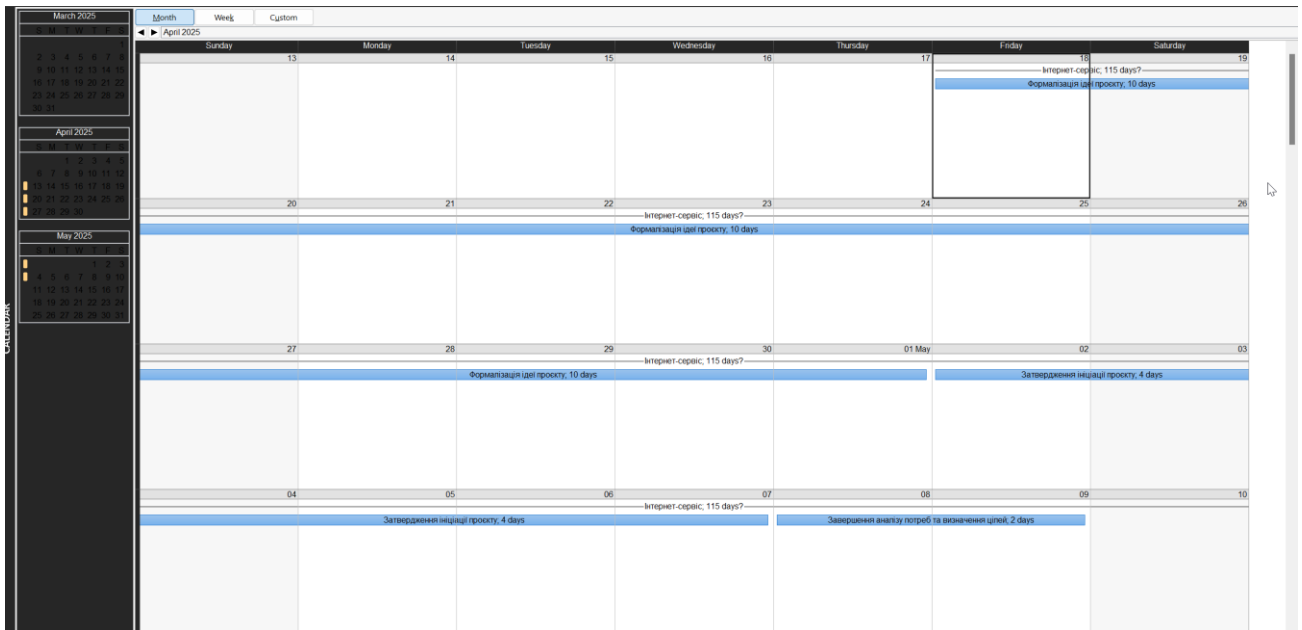 March 2025
S M T W T F S
1
2 3 4 5 6 7 8
9 10 11 12 13 14 15
16 17 18 19 20 21 22
23 24 25 26 27 28 29
30 31
April 2025
S M T W T F S
1 2 3 4 5
6 7 8 9 10 11 12
13 14 15 16 17 18 19
20 21 22 23 24 25 26
27 28 29 30
May 2025
S M T W T F S
1 2 3
4 5 6 7 8 9 10
11 12 13 14 15 16 17
18 19 20 21 22 23 24
25 26 27 28 29 30 31
CALENDAR
Month Week Custom
April 2025
Sunday Monday Tuesday Wednesday Thursday Friday Saturday
13 14 15 16 17 18 19
Інтернет-сервіс; 115 days?
Формалізація ідеї проєкту; 10 days
20 21 22 23 24 25 26
Інтернет-сервіс; 115 days?
Формалізація ідеї проєкту; 10 days
27 28 29 30 01 May 02 03
Інтернет-сервіс; 115 days?
Формалізація ідеї проєкту; 10 days Затвердження ініціації проєкту; 4 days
04 05 06 07 08 09 10
Інтернет-сервіс; 115 days?
Затвердження ініціації проєкту; 4 days Завершення аналізу потреб та визначення цілей; 2 days